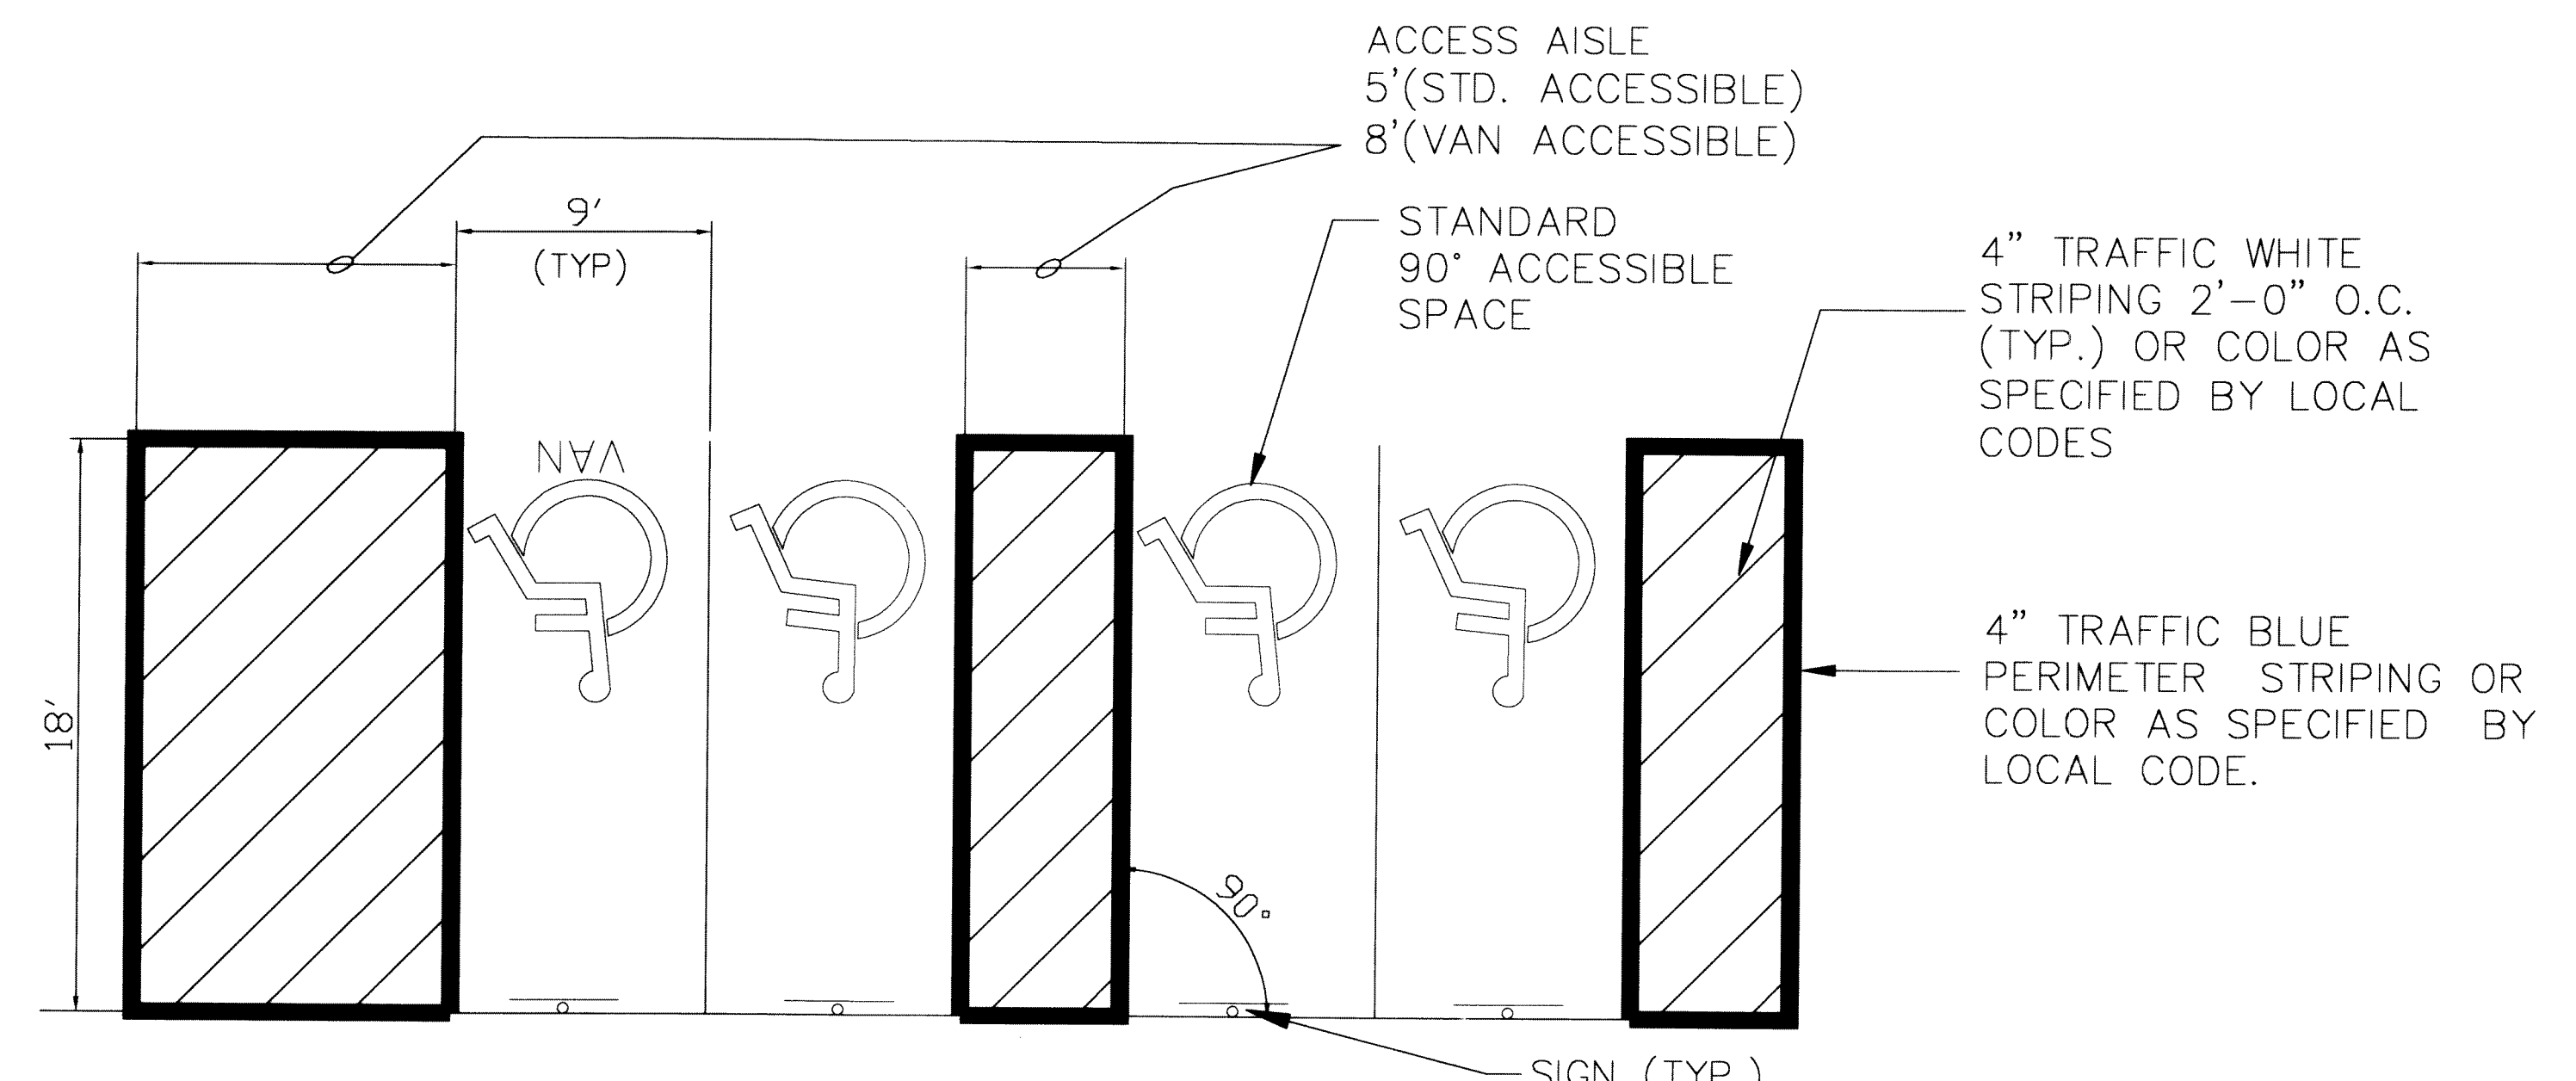 ACCESS AISLE
5'(STD. ACCESSIBLE)
8'(VAN ACCESSIBLE)
9'
(TYP)
STANDARD
90° ACCESSIBLE
SPACE
4" TRAFFIC WHITE
STRIPING 2'-0" O.C.
(TYP.) OR COLOR AS
SPECIFIED BY LOCAL
CODES
VAN
18'
4" TRAFFIC BLUE
PERIMETER STRIPING OR
COLOR AS SPECIFIED BY
LOCAL CODE.
90°
SIGN (TYP.)